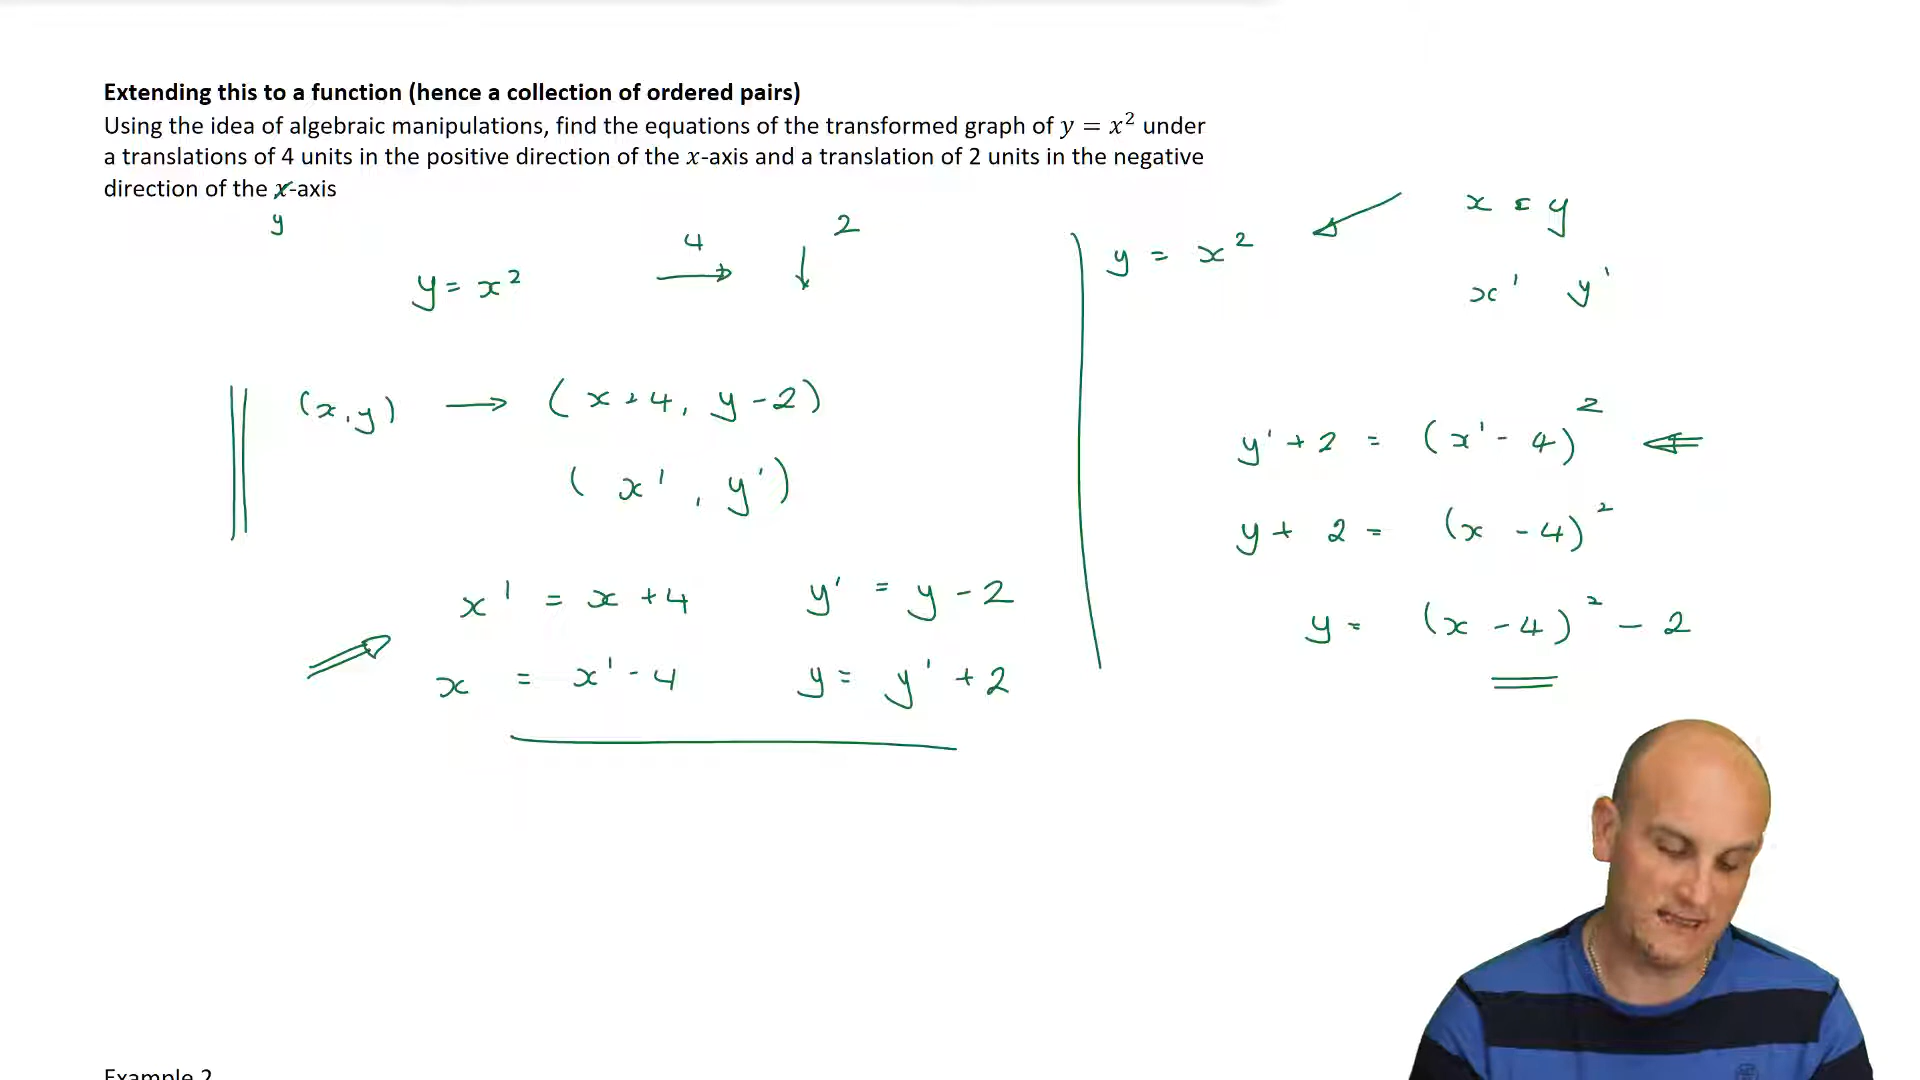 Extending this to a function (hence a collection of ordered pairs)
Using the idea of algebraic manipulations, find the equations of the transformed graph of y = x² under
a translations of 4 units in the positive direction of the x-axis and a translation of 2 units in the negative
direction of the x-axis
y
y = x² 4 → ↓ 2
(x, y) → (x+4, y-2)
(x', y')
x' = x+4 y' = y-2
x = x'-4 y = y'+2
y = x²
x & y
x' y'
y'+2 = (x'-4)²
y+2 = (x-4)²
y = (x-4)² - 2
Example 2